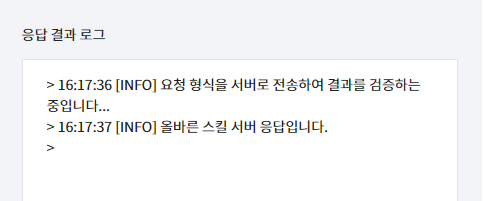 응답 결과 로그
> 16:17:36 [INFO] 요청 형식을 서버로 전송하여 결과를 검증하는
중입니다...
> 16:17:37 [INFO] 올바른 스킬 서버 응답입니다.
>